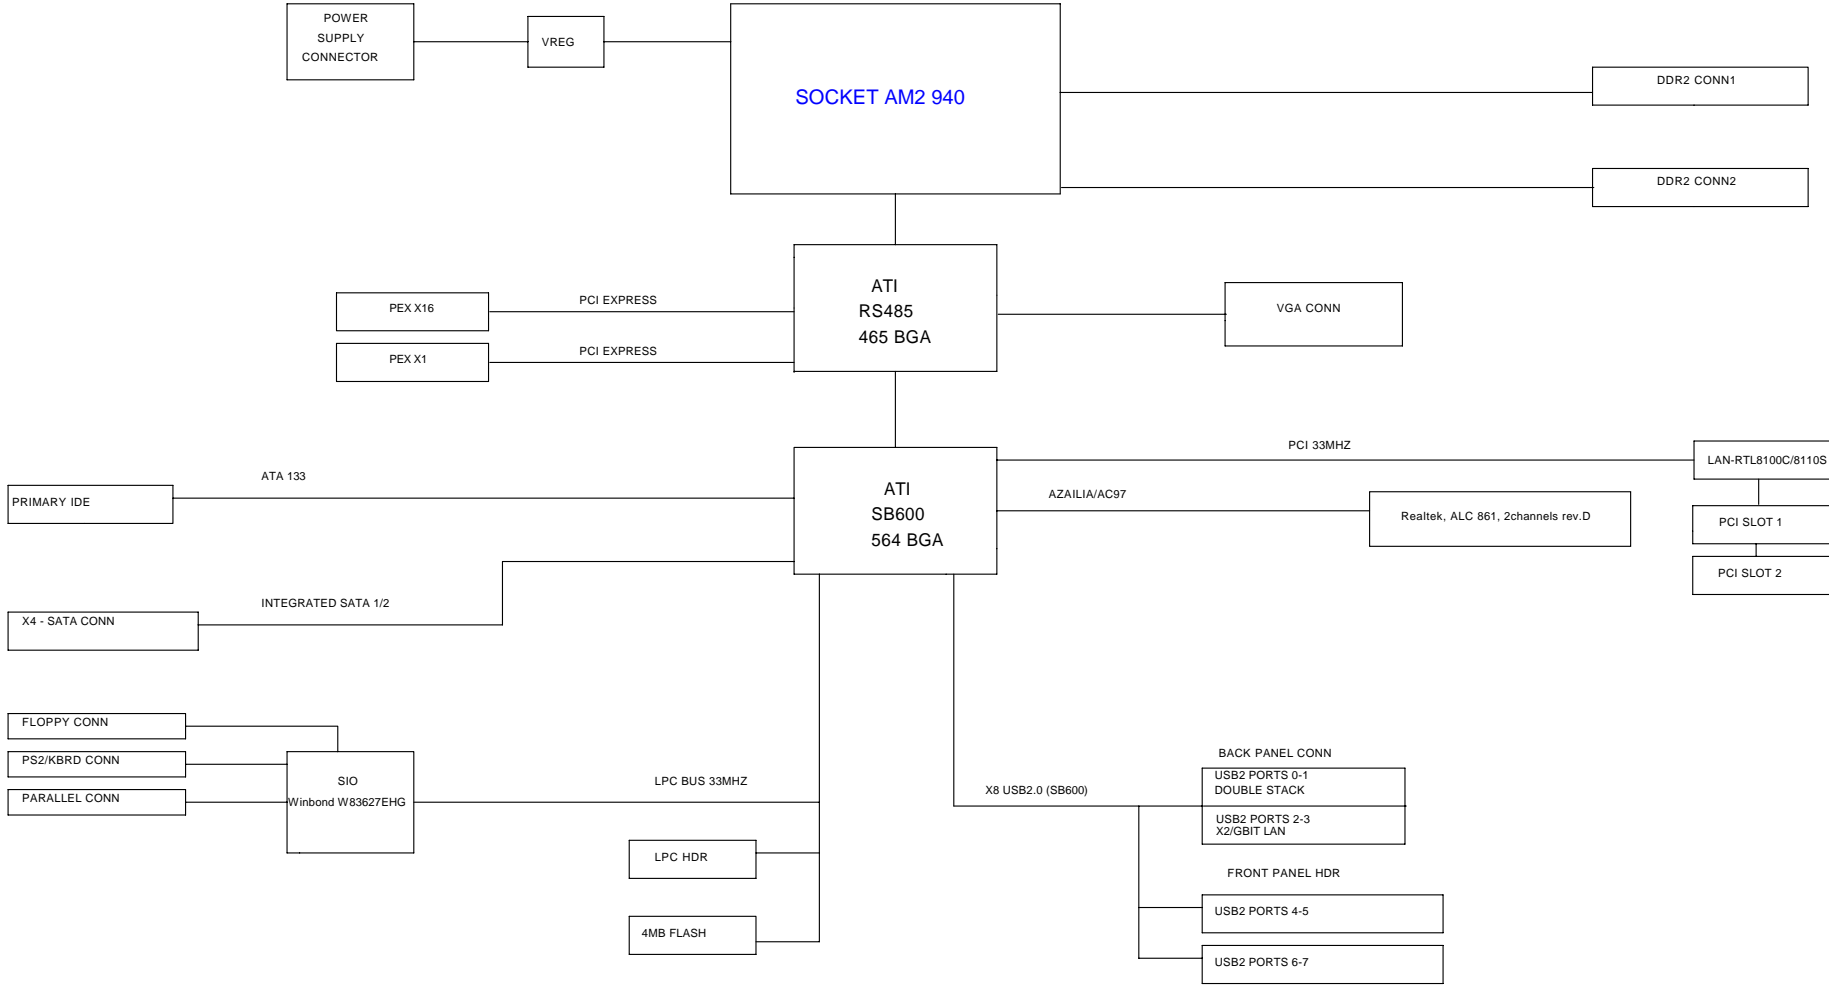 POWER
SUPPLY
CONNECTOR
VREG
SOCKET AM2 940
DDR2 CONN1
DDR2 CONN2
ATI
RS485
465 BGA
PEX X16
PCI EXPRESS
PEX X1
PCI EXPRESS
VGA CONN
PCI 33MHZ
LAN-RTL8100C/8110S
ATA 133
PRIMARY IDE
ATI
SB600
564 BGA
AZAILIA/AC97
Realtek, ALC 861, 2channels rev.D
PCI SLOT 1
PCI SLOT 2
INTEGRATED SATA 1/2
X4 - SATA CONN
FLOPPY CONN
PS2/KBRD CONN
PARALLEL CONN
SIO
Winbond W83627EHG
LPC BUS 33MHZ
LPC HDR
4MB FLASH
X8 USB2.0 (SB600)
BACK PANEL CONN
USB2 PORTS 0-1
DOUBLE STACK
USB2 PORTS 2-3
X2/GBIT LAN
FRONT PANEL HDR
USB2 PORTS 4-5
USB2 PORTS 6-7